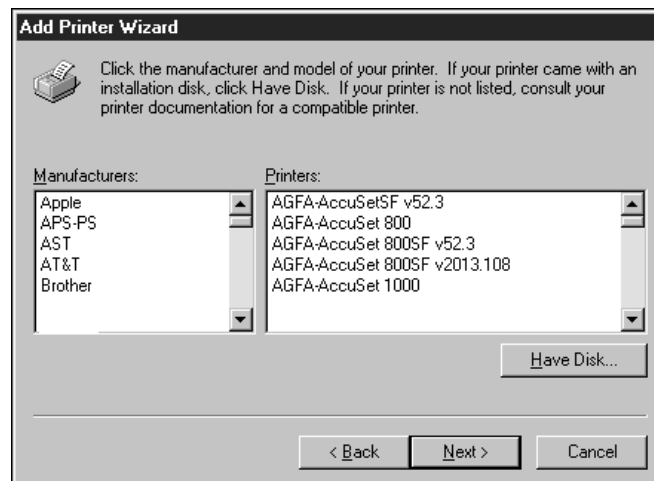 Add Printer Wizard
Click the manufacturer and model of your printer. If your printer came with an
installation disk, click Have Disk. If your printer is not listed, consult your
printer documentation for a compatible printer.
Manufacturers:
Apple
APS-PS
AST
AT&T
Brother
Printers:
AGFA-AccuSetSF v52.3
AGFA-AccuSet 800
AGFA-AccuSet 800SF v52.3
AGFA-AccuSet 800SF v2013.108
AGFA-AccuSet 1000
Have Disk...
< Back
Next >
Cancel